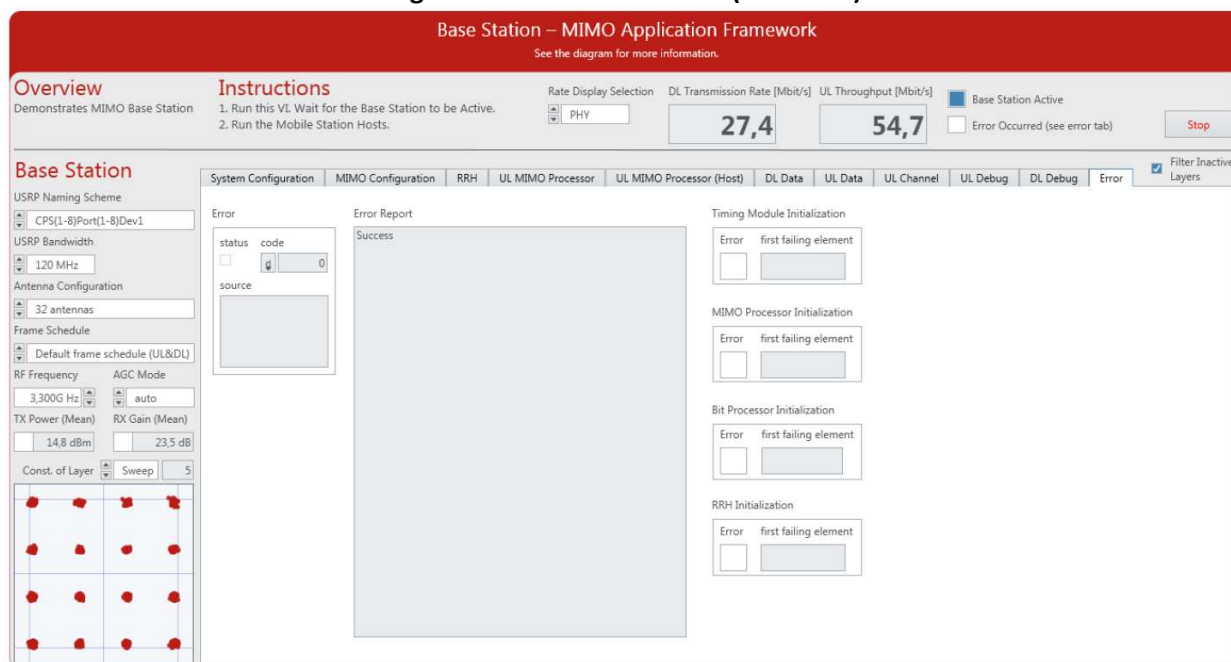 Base Station – MIMO Application Framework
See the diagram for more information.
Overview
Demonstrates MIMO Base Station
Instructions
1. Run this VI. Wait for the Base Station to be Active.
2. Run the Mobile Station Hosts.
Rate Display Selection
PHY
DL Transmission Rate [Mbit/s]
27,4
UL Throughput [Mbit/s]
54,7
Base Station Active
Error Occurred (see error tab)
Stop
Base Station
USRP Naming Scheme
CPS(1-8)Port(1-8)Dev1
USRP Bandwidth
120 MHz
Antenna Configuration
32 antennas
Frame Schedule
Default frame schedule (UL&DL)
RF Frequency
3,300G Hz
AGC Mode
auto
TX Power (Mean)
14,8 dBm
RX Gain (Mean)
23,5 dB
Const. of Layer
Sweep
5
System Configuration
MIMO Configuration
RRH
UL MIMO Processor
UL MIMO Processor (Host)
DL Data
UL Data
UL Channel
UL Debug
DL Debug
Error
Filter Inactive
Layers
Error
status code
d 0
source
Error Report
Success
Timing Module Initialization
Error first failing element
MIMO Processor Initialization
Error first failing element
Bit Processor Initialization
Error first failing element
RRH Initialization
Error first failing element